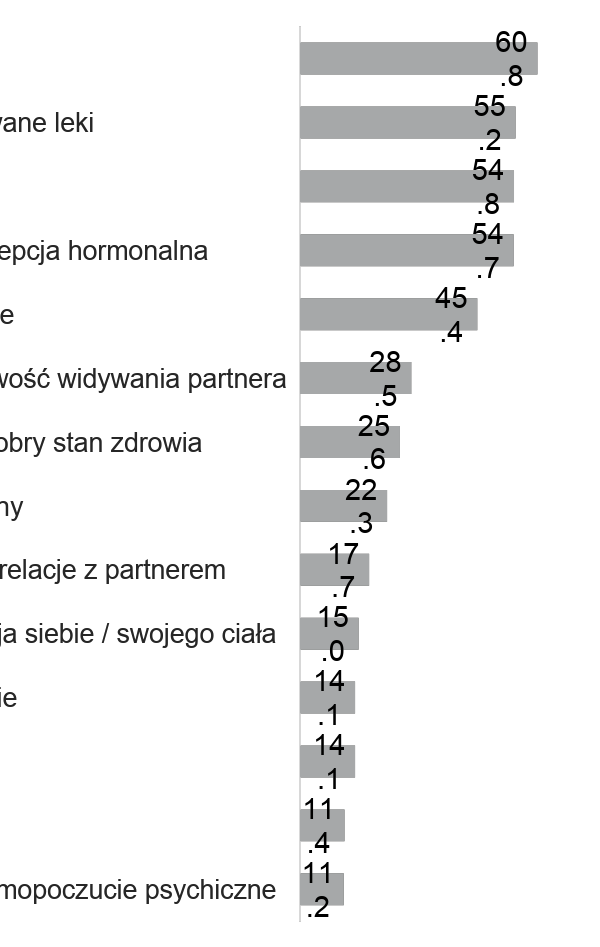 60
.8
wane leki
55
.2
54
.8
epcja hormonalna
54
.7
e
45
.4
wość widywania partnera
28
.5
obry stan zdrowia
25
.6
ny
22
.3
relacje z partnerem
17
.7
ja siebie / swojego ciała
15
.0
ie
14
.1
14
.1
11
.4
mopoczucie psychiczne
11
.2